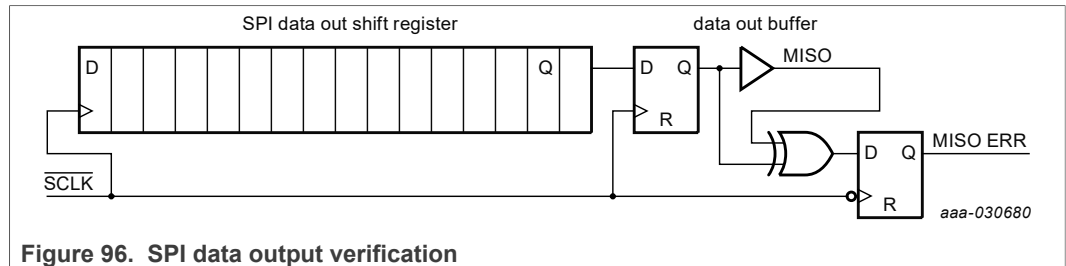 SPI data out shift register
data out buffer
D
Q
D
Q
R
MISO
D
Q
R
MISO ERR
SCLK
aaa-030680
Figure 96. SPI data output verification